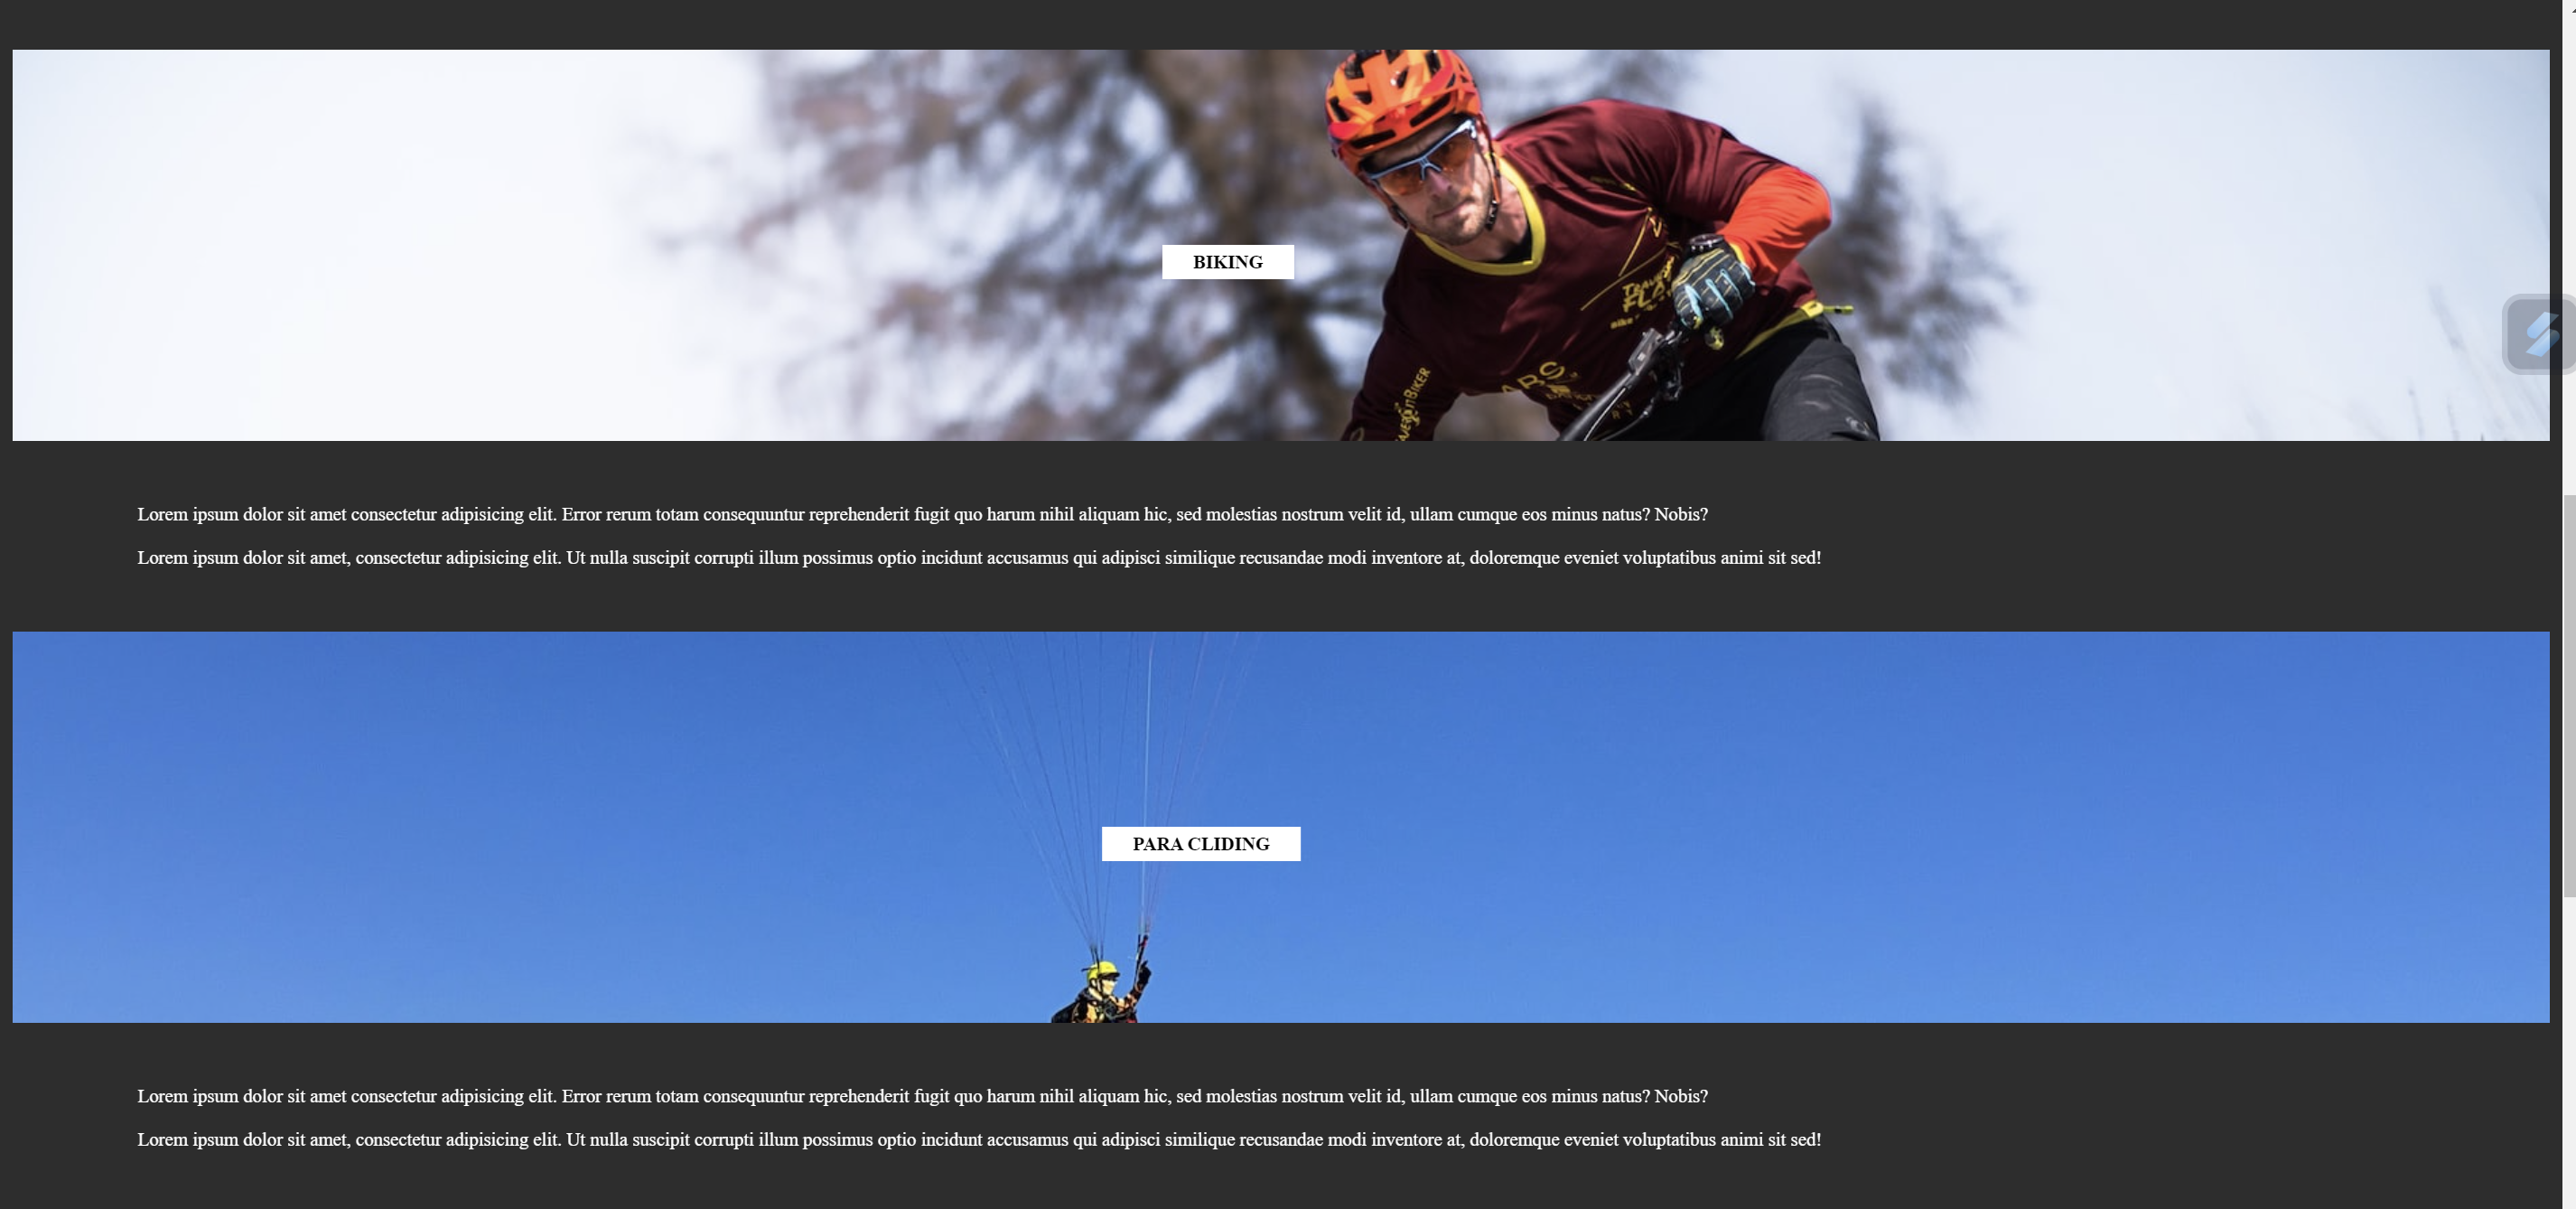 BIKING
Lorem ipsum dolor sit amet consectetur adipisicing elit. Error rerum totam consequuntur reprehenderit fugit quo harum nihil aliquam hic, sed molestias nostrum velit id, ullam cumque eos minus natus? Nobis?
Lorem ipsum dolor sit amet, consectetur adipisicing elit. Ut nulla suscipit corrupti illum possimus optio incidunt accusamus qui adipisci similique recusandae modi inventore at, doloremque eveniet voluptatibus animi sit sed!
PARA CLIDING
Lorem ipsum dolor sit amet consectetur adipisicing elit. Error rerum totam consequuntur reprehenderit fugit quo harum nihil aliquam hic, sed molestias nostrum velit id, ullam cumque eos minus natus? Nobis?
Lorem ipsum dolor sit amet, consectetur adipisicing elit. Ut nulla suscipit corrupti illum possimus optio incidunt accusamus qui adipisci similique recusandae modi inventore at, doloremque eveniet voluptatibus animi sit sed!